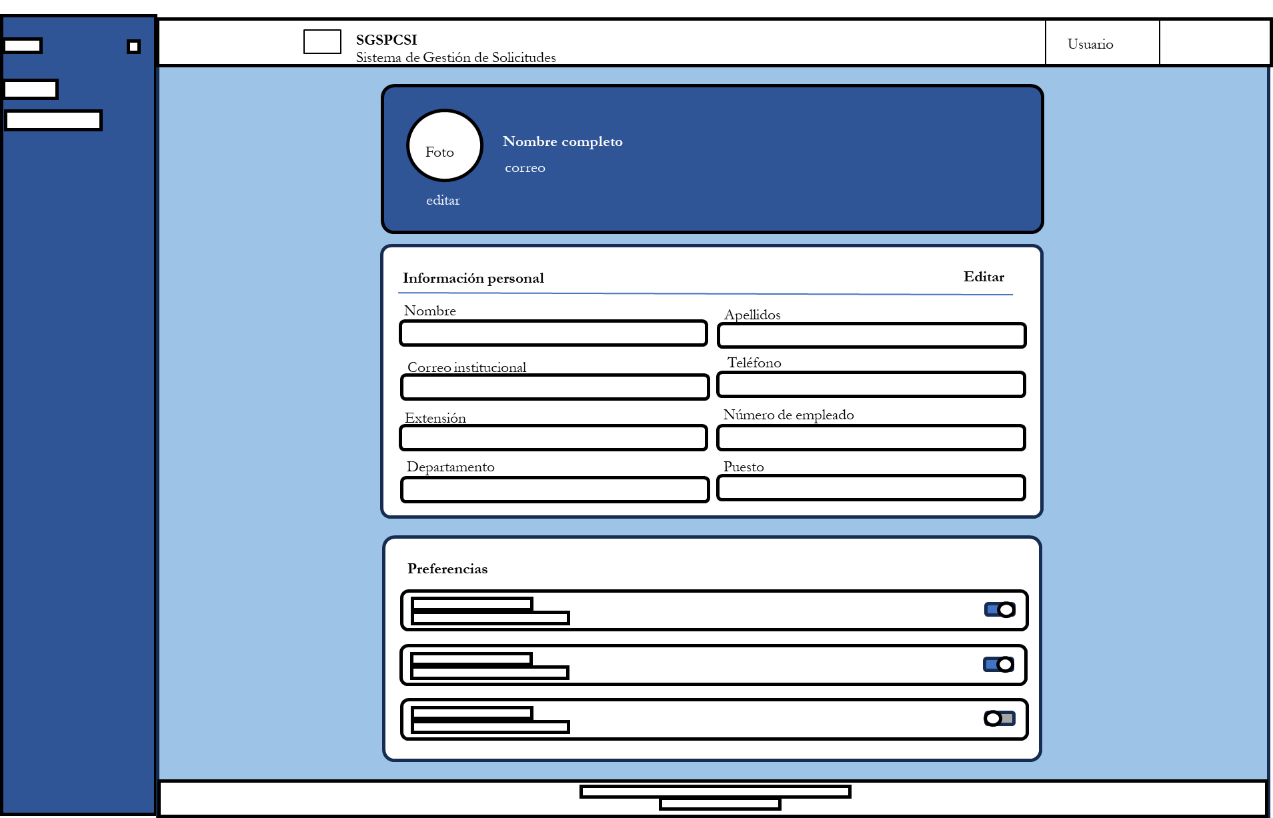 SGSPCSI
Sistema de Gestión de Solicitudes
Usuario
Foto
Nombre completo
correo
editar
Información personal
Editar
Nombre
Apellidos
Correo institucional
Teléfono
Extensión
Número de empleado
Departamento
Puesto
Preferencias